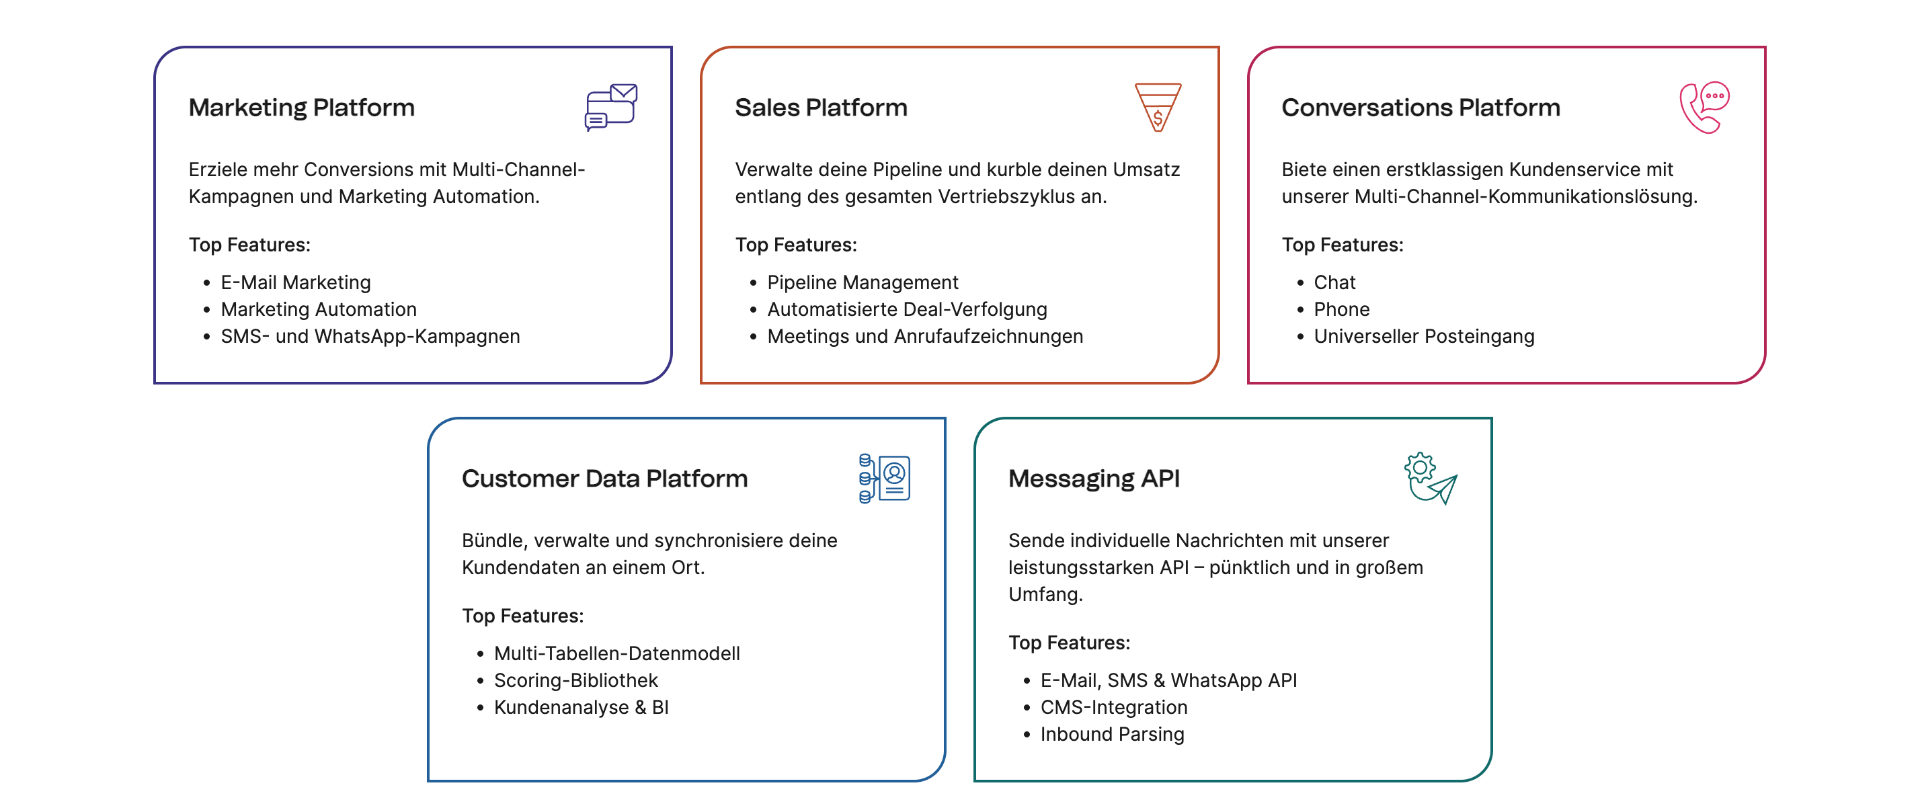 Marketing Platform
Erziele mehr Conversions mit Multi-Channel-
Kampagnen und Marketing Automation.
Top Features:
• E-Mail Marketing
• Marketing Automation
• SMS- und WhatsApp-Kampagnen
Sales Platform
$
Verwalte deine Pipeline und kurble deinen Umsatz
entlang des gesamten Vertriebszyklus an.
Top Features:
• Pipeline Management
• Automatisierte Deal-Verfolgung
• Meetings und Anrufaufzeichnungen
Conversations Platform
Biete einen erstklassigen Kundenservice mit
unserer Multi-Channel-Kommunikationslösung.
Top Features:
• Chat
• Phone
• Universeller Posteingang
Customer Data Platform
Bündle, verwalte und synchronisiere deine
Kundendaten an einem Ort.
Top Features:
• Multi-Tabellen-Datenmodell
• Scoring-Bibliothek
• Kundenanalyse & BI
Messaging API
Sende individuelle Nachrichten mit unserer
leistungsstarken API – pünktlich und in großem
Umfang.
Top Features:
• E-Mail, SMS & WhatsApp API
• CMS-Integration
• Inbound Parsing